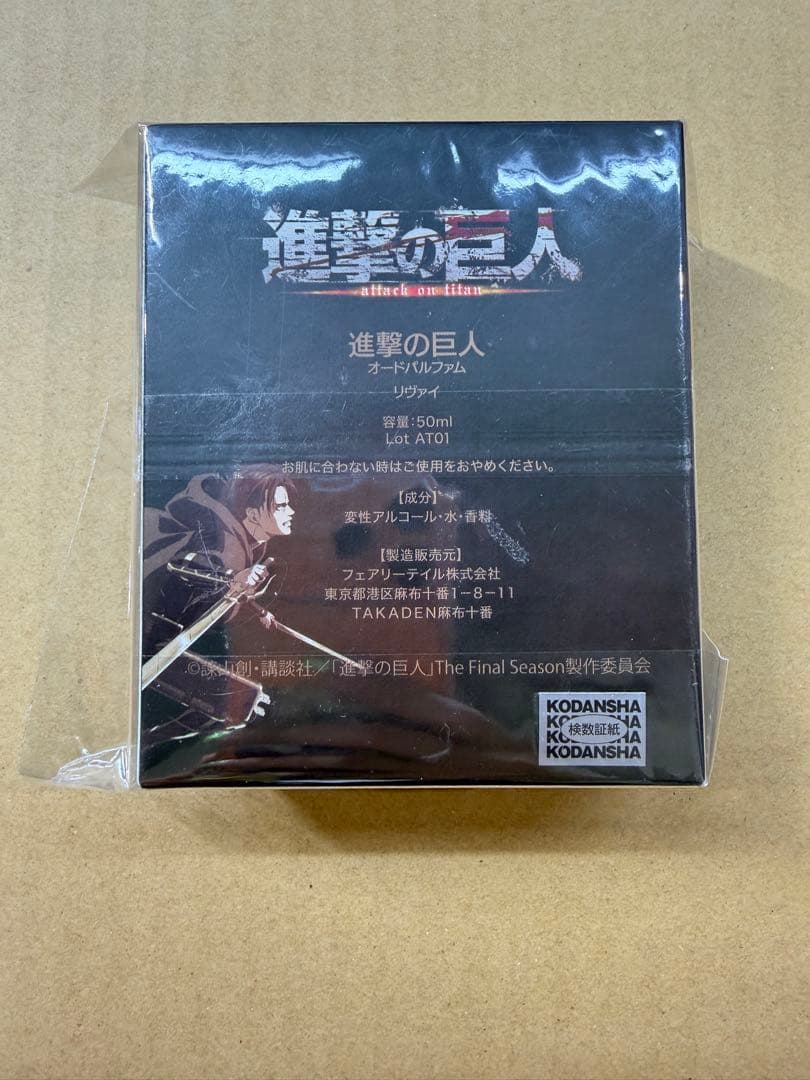 進撃の巨人
attack on titan
進撃の巨人
オードパルファム
リヴァイ
容量:50ml
Lot AT01
お肌に合わない時はご使用をおやめください。
【成分】
変性アルコール・水・香料
【製造販売元】
フェアリーテイル株式会社
東京都港区麻布十番1-8-11
TAKADEN麻布十番
©諫山創・講談社/「進撃の巨人」The Final Season製作委員会
KODANSHA
KODANSHA
検数証紙
KODANSHA
KODANSHA